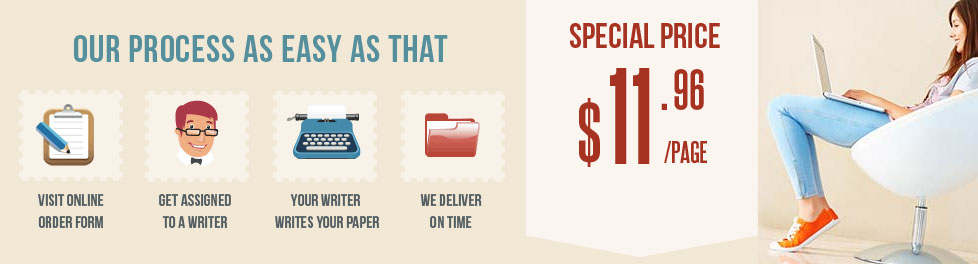 OUR PROCESS AS EASY AS THAT
VISIT ONLINE
ORDER FORM
GET ASSIGNED
TO A WRITER
YOUR WRITER
WRITES YOUR PAPER
WE DELIVER
ON TIME
SPECIAL PRICE
$11.96
/PAGE